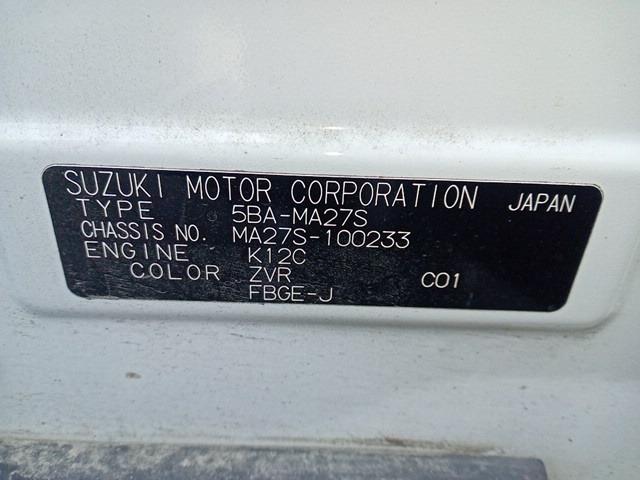 SUZUKI MOTOR CORPORATION JAPAN
TYPE 5BA-MA27S
CHASSIS NO. MA27S-100233
ENGINE K12C
COLOR ZVR C01
FBGE-J